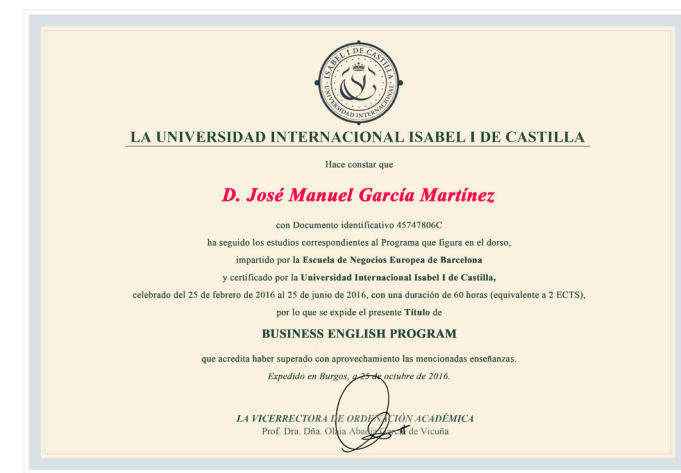 ISABEL I DE CASTILLA
UNIVERSIDAD INTERNACIONAL
LA UNIVERSIDAD INTERNACIONAL ISABEL I DE CASTILLA
Hace constar que
D. José Manuel García Martínez
con Documento identificativo 45747806C
ha seguido los estudios correspondientes al Programa que figura en el dorso,
impartido por la Escuela de Negocios Europea de Barcelona
y certificado por la Universidad Internacional Isabel I de Castilla,
celebrado del 25 de febrero de 2016 al 25 de junio de 2016, con una duración de 60 horas (equivalente a 2 ECTS),
por lo que se expide el presente Título de
BUSINESS ENGLISH PROGRAM
que acredita haber superado con aprovechamiento las mencionadas enseñanzas.
Expedido en Burgos, a 25 de octubre de 2016.
LA VICERRECTORA DE ORDENACIÓN ACADÉMICA
Prof. Dra. Dña. Olaia Abadía García de Vicuña